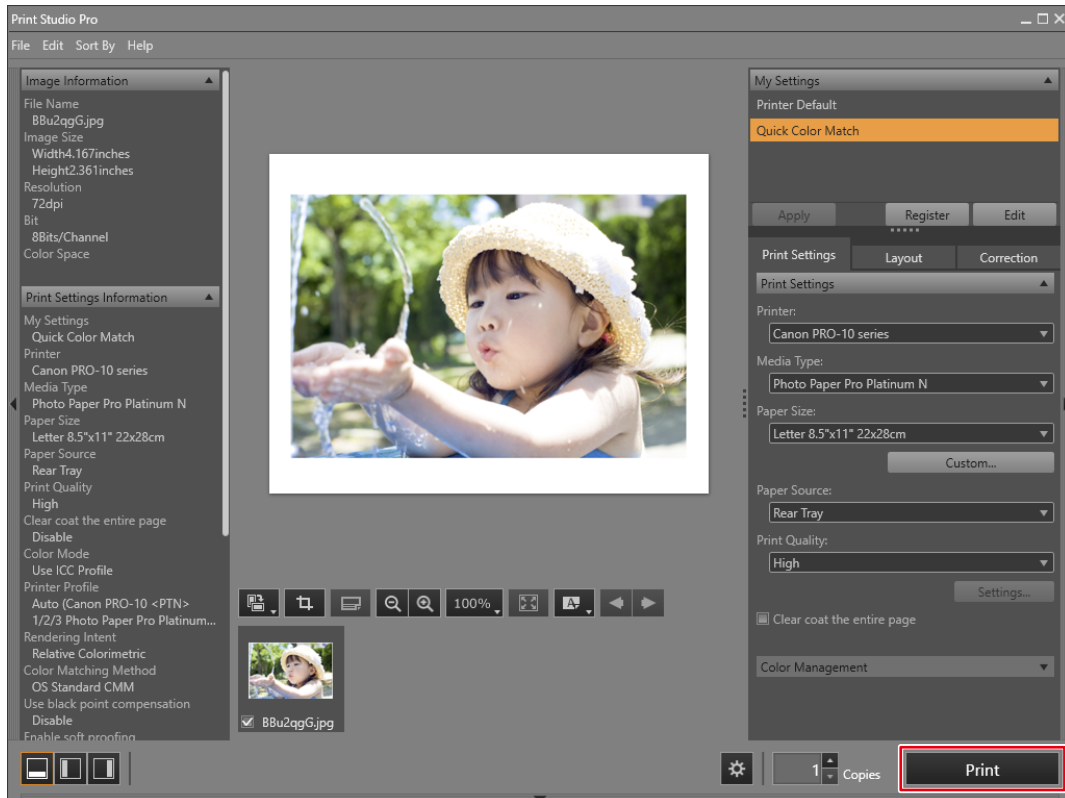 Print Studio Pro
File Edit Sort By Help
Image Information
File Name
BBu2qgG.jpg
Image Size
Width4.167inches
Height2.361inches
Resolution
72dpi
Bit
8Bits/Channel
Color Space
Print Settings Information
My Settings
Quick Color Match
Printer
Canon PRO-10 series
Media Type
Photo Paper Pro Platinum N
Paper Size
Letter 8.5"x11" 22x28cm
Paper Source
Rear Tray
Print Quality
High
Clear coat the entire page
Disable
Color Mode
Use ICC Profile
Printer Profile
Auto (Canon PRO-10 <PTN>
1/2/3 Photo Paper Pro Platinum...
Rendering Intent
Relative Colorimetric
Color Matching Method
OS Standard CMM
Use black point compensation
Disable
Enable soft proofing
100%
A
BBu2qgG.jpg
My Settings
Printer Default
Quick Color Match
Apply Register Edit
Print Settings Layout Correction
Print Settings
Printer:
Canon PRO-10 series
Media Type:
Photo Paper Pro Platinum N
Paper Size:
Letter 8.5"x11" 22x28cm
Custom...
Paper Source:
Rear Tray
Print Quality:
High
Settings...
Clear coat the entire page
Color Management
1 Copies Print